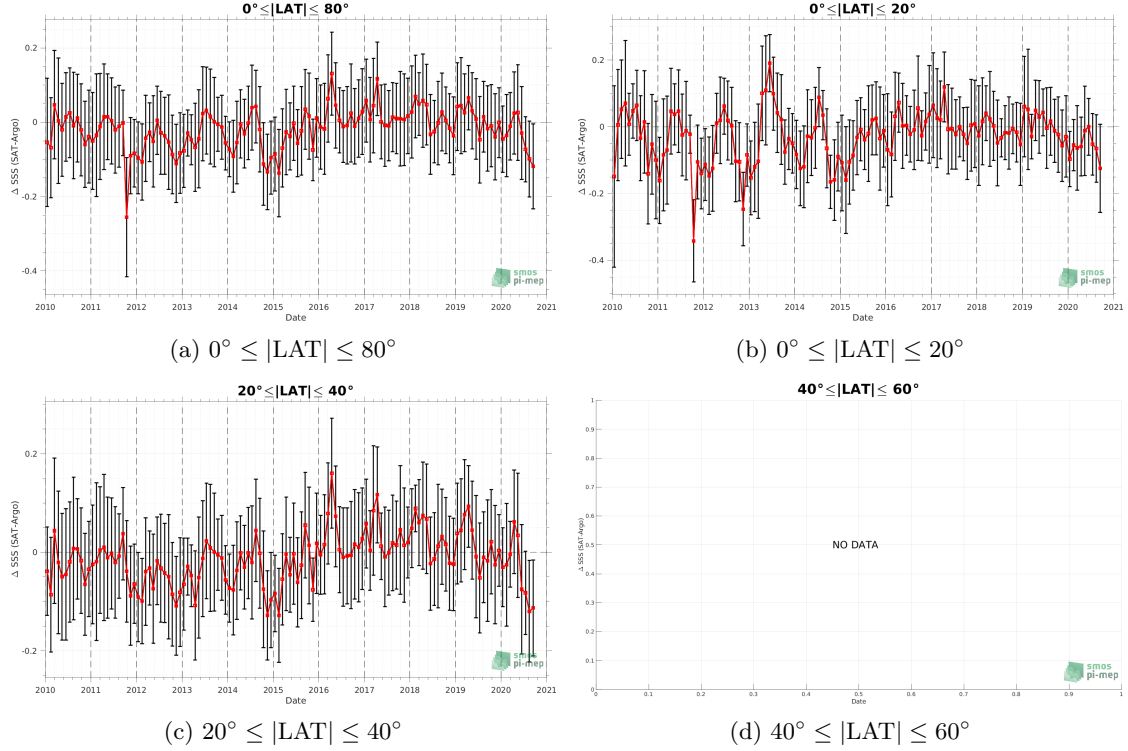 0°≤|LAT|≤ 80°
Δ SSS (SAT-Argo)
0.2
0
-0.2
-0.4
2010 2011 2012 2013 2014 2015 2016 2017 2018 2019 2020 2021
Date
smos
pi-mep
(a) 0° ≤ |LAT| ≤ 80°
0°≤|LAT|≤ 20°
Δ SSS (SAT-Argo)
0.2
0
-0.2
-0.4
2010 2011 2012 2013 2014 2015 2016 2017 2018 2019 2020 2021
Date
smos
pi-mep
(b) 0° ≤ |LAT| ≤ 20°
20°≤|LAT|≤ 40°
Δ SSS (SAT-Argo)
0.2
0
-0.2
2010 2011 2012 2013 2014 2015 2016 2017 2018 2019 2020 2021
Date
smos
pi-mep
(c) 20° ≤ |LAT| ≤ 40°
40°≤|LAT|≤ 60°
Δ SSS (SAT-Argo)
1
0.9
0.8
0.7
0.6
0.5
0.4
0.3
0.2
0.1
0
NO DATA
0 0.1 0.2 0.3 0.4 0.5 0.6 0.7 0.8 0.9 1
Date
smos
pi-mep
(d) 40° ≤ |LAT| ≤ 60°